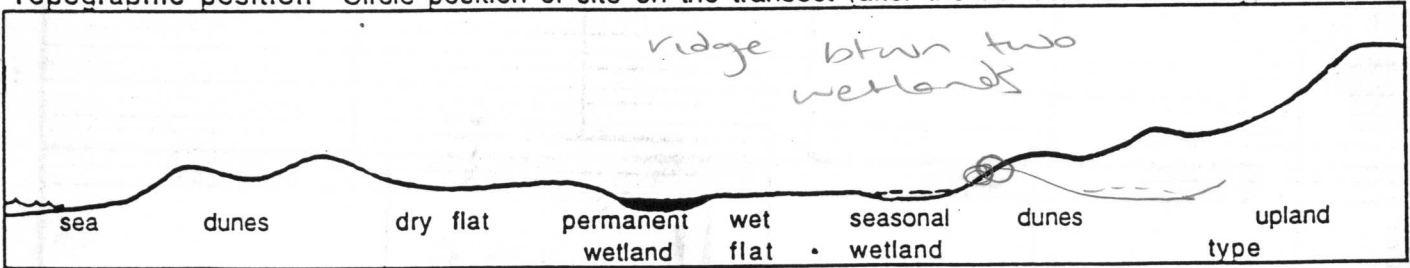 Topographic position Circle position of site on the transect (after
ridge btwn two
wetlands
sea dunes dry flat permanent wet seasonal dunes upland
wetland flat • wetland type